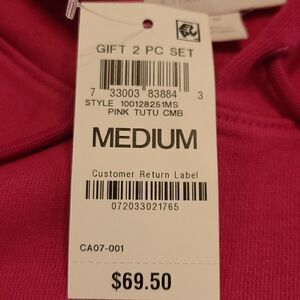 GIFT 2 PC SET
7 33003 83884 3
STYLE 100128251MS
PINK TUTU CMB
MEDIUM
Customer Return Label
072033021765
CA07-001
$69.50